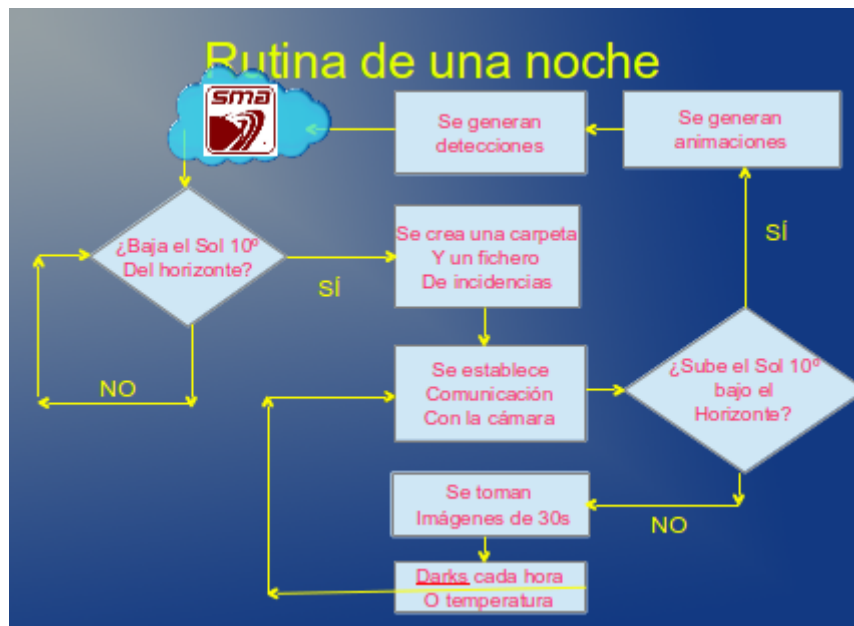 Rutina de una noche
sma
Se generan
detecciones
Se generan
animaciones
¿Baja el Sol 10º
Del horizonte?
SÍ
NO
Se crea una carpeta
Y un fichero
De incidencias
Se establece
Comunicación
Con la cámara
¿Sube el Sol 10º
bajo el
Horizonte?
SÍ
NO
Se toman
Imágenes de 30s
Darks cada hora
O temperatura